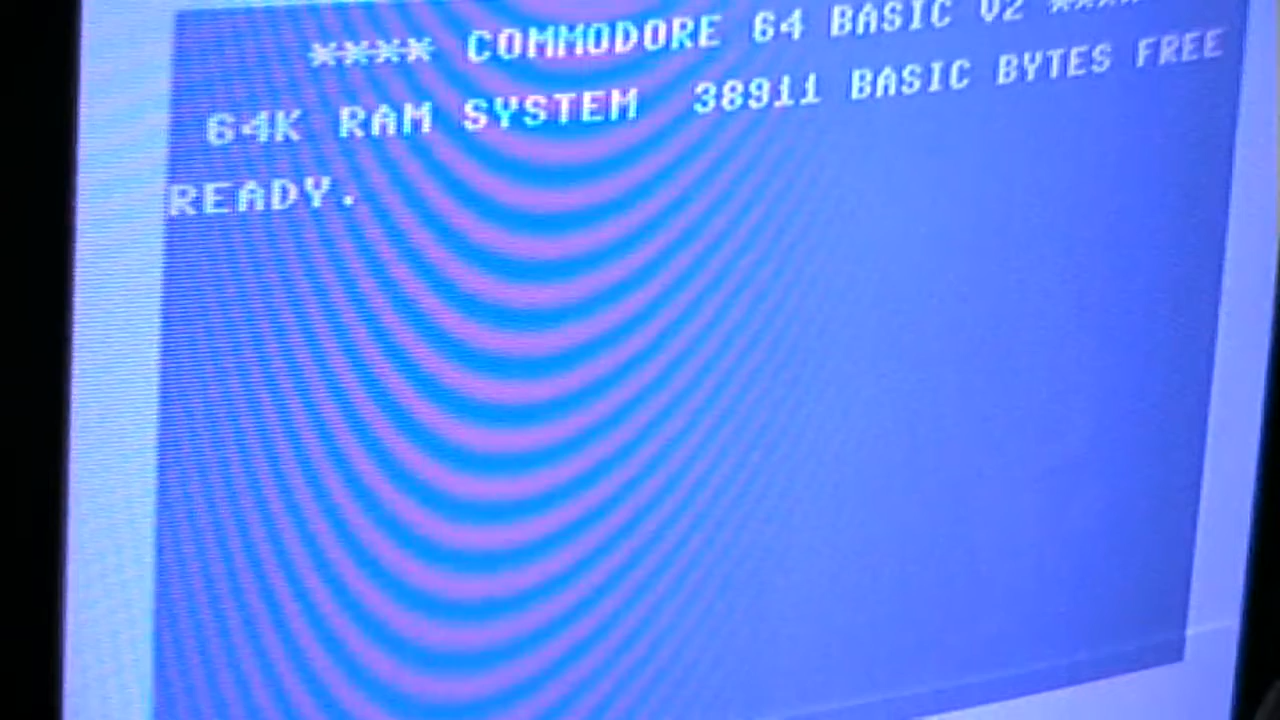 **** COMMODORE 64 BASIC V2 ****
64K RAM SYSTEM 38911 BASIC BYTES FREE
READY.